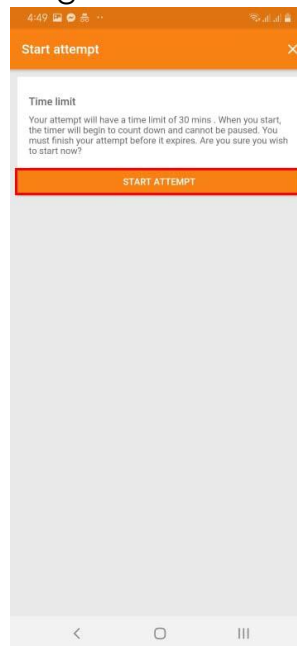 4:49
Start attempt
Time limit
Your attempt will have a time limit of 30 mins . When you start,
the timer will begin to count down and cannot be paused. You
must finish your attempt before it expires. Are you sure you wish
to start now?
START ATTEMPT